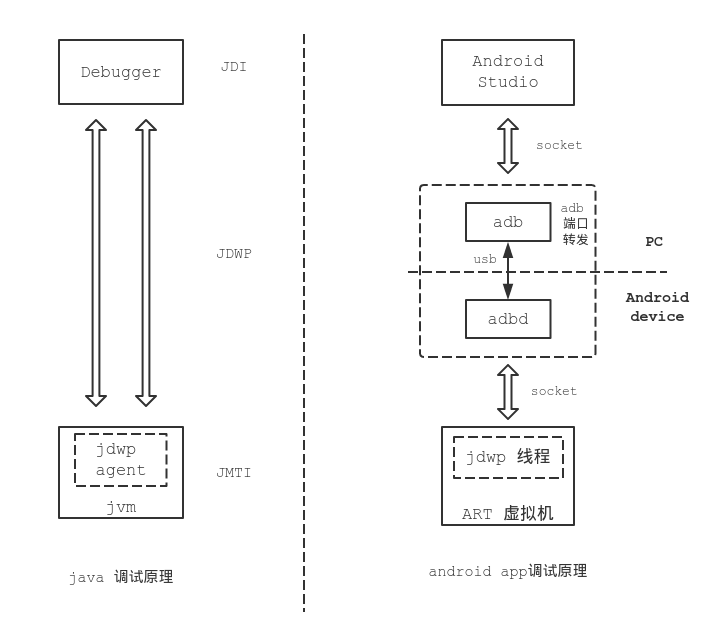 Debugger
JDI
JDWP
jdwp
agent
jvm
JMTI
java 调试原理
Android
Studio
socket
adb
adb
端口
转发
usb
PC
Android
device
adbd
socket
jdwp 线程
ART 虚拟机
android app调试原理